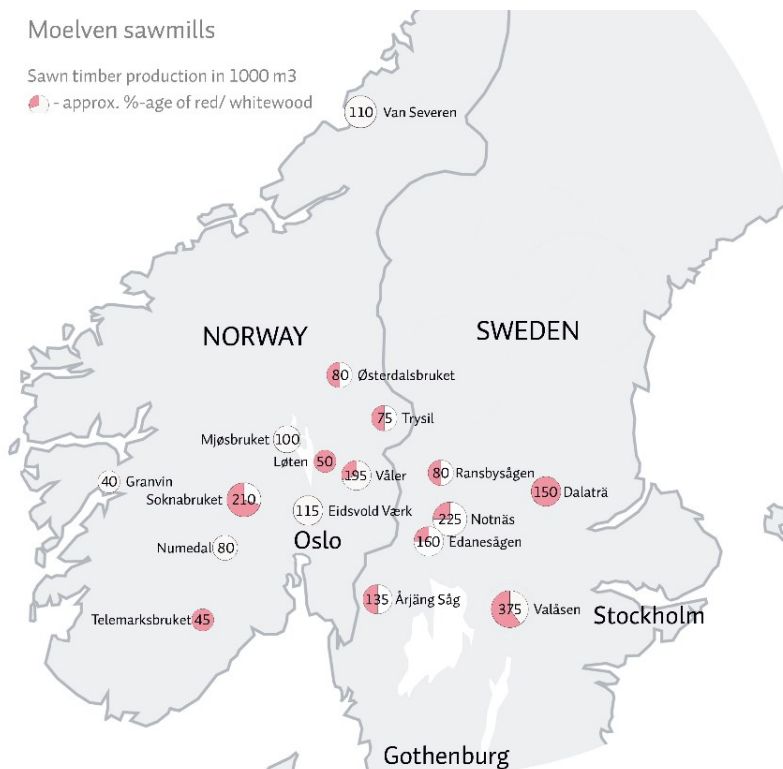 Moelven sawmills
Sawn timber production in 1000 m3
- approx. %-age of red/ whitewood
110 Van Severen
NORWAY
SWEDEN
80 Østerdalsbruket
75 Trysil
Mjøsbruket 100
Løten 50
195 Våler
80 Ransbysågen
40 Granvin
Soknabruket 210
150 Dalaträ
115 Eidsvold Værk
225 Notnäs
Oslo
160 Edanesågen
Numedal 80
135 Årjäng Såg
375 Valåsen
Stockholm
Telemarksbruket 45
Gothenburg